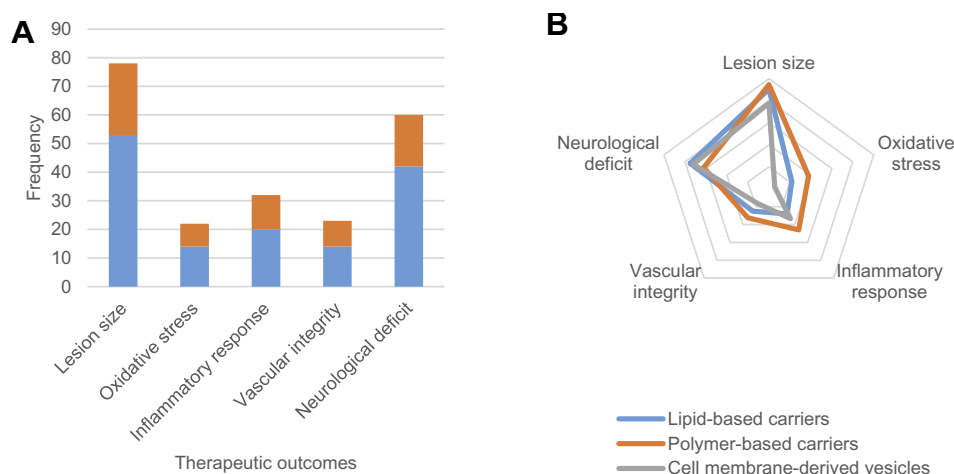 A
90
80
70
60
50
40
30
20
10
0
Frequency
Lesion size
Oxidative stress
Inflammatory response
Vascular integrity
Neurological deficit
Therapeutic outcomes
B
Lesion size
Oxidative
stress
Inflammatory
response
Vascular
integrity
Neurological
deficit
Lipid-based carriers
Polymer-based carriers
Cell membrane-derived vesicles